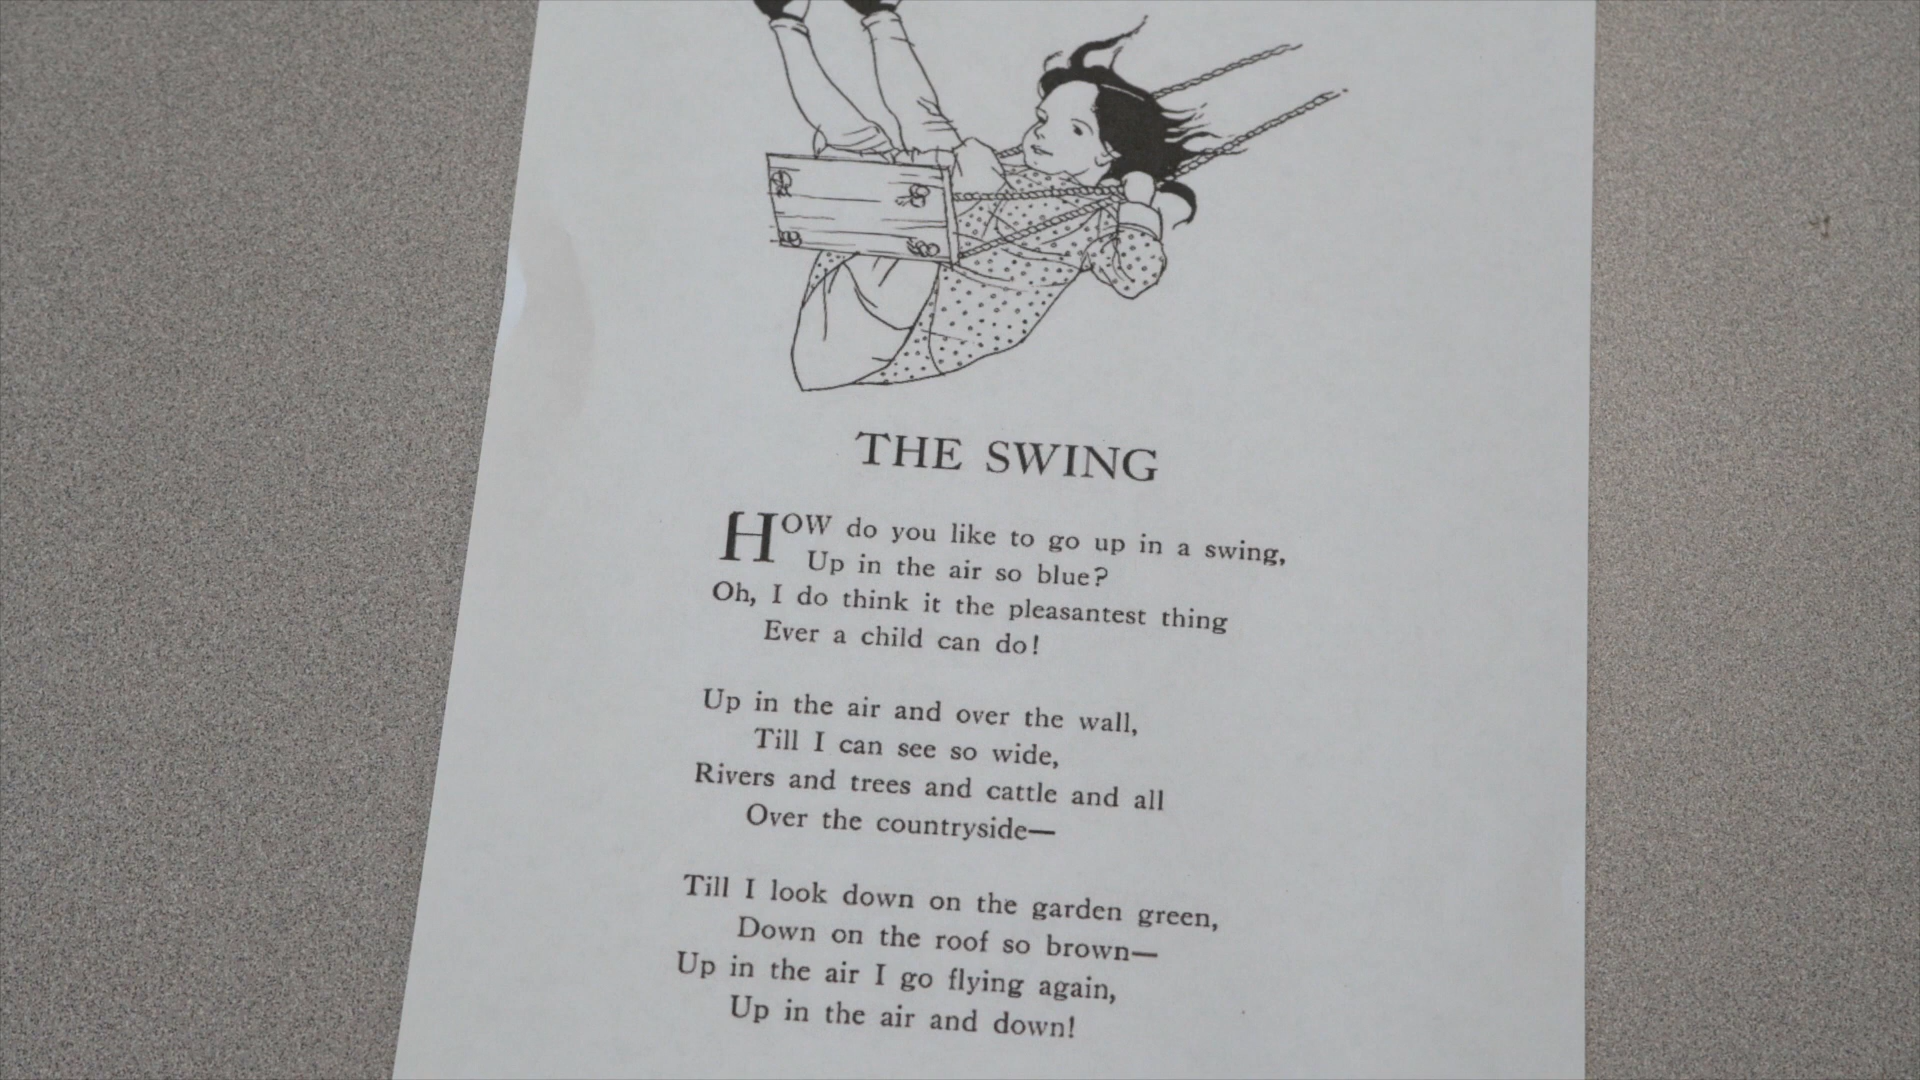 THE SWING
HOW do you like to go up in a swing,
Up in the air so blue?
Oh, I do think it the pleasantest thing
Ever a child can do!
Up in the air and over the wall,
Till I can see so wide,
Rivers and trees and cattle and all
Over the countryside—
Till I look down on the garden green,
Down on the roof so brown—
Up in the air I go flying again,
Up in the air and down!